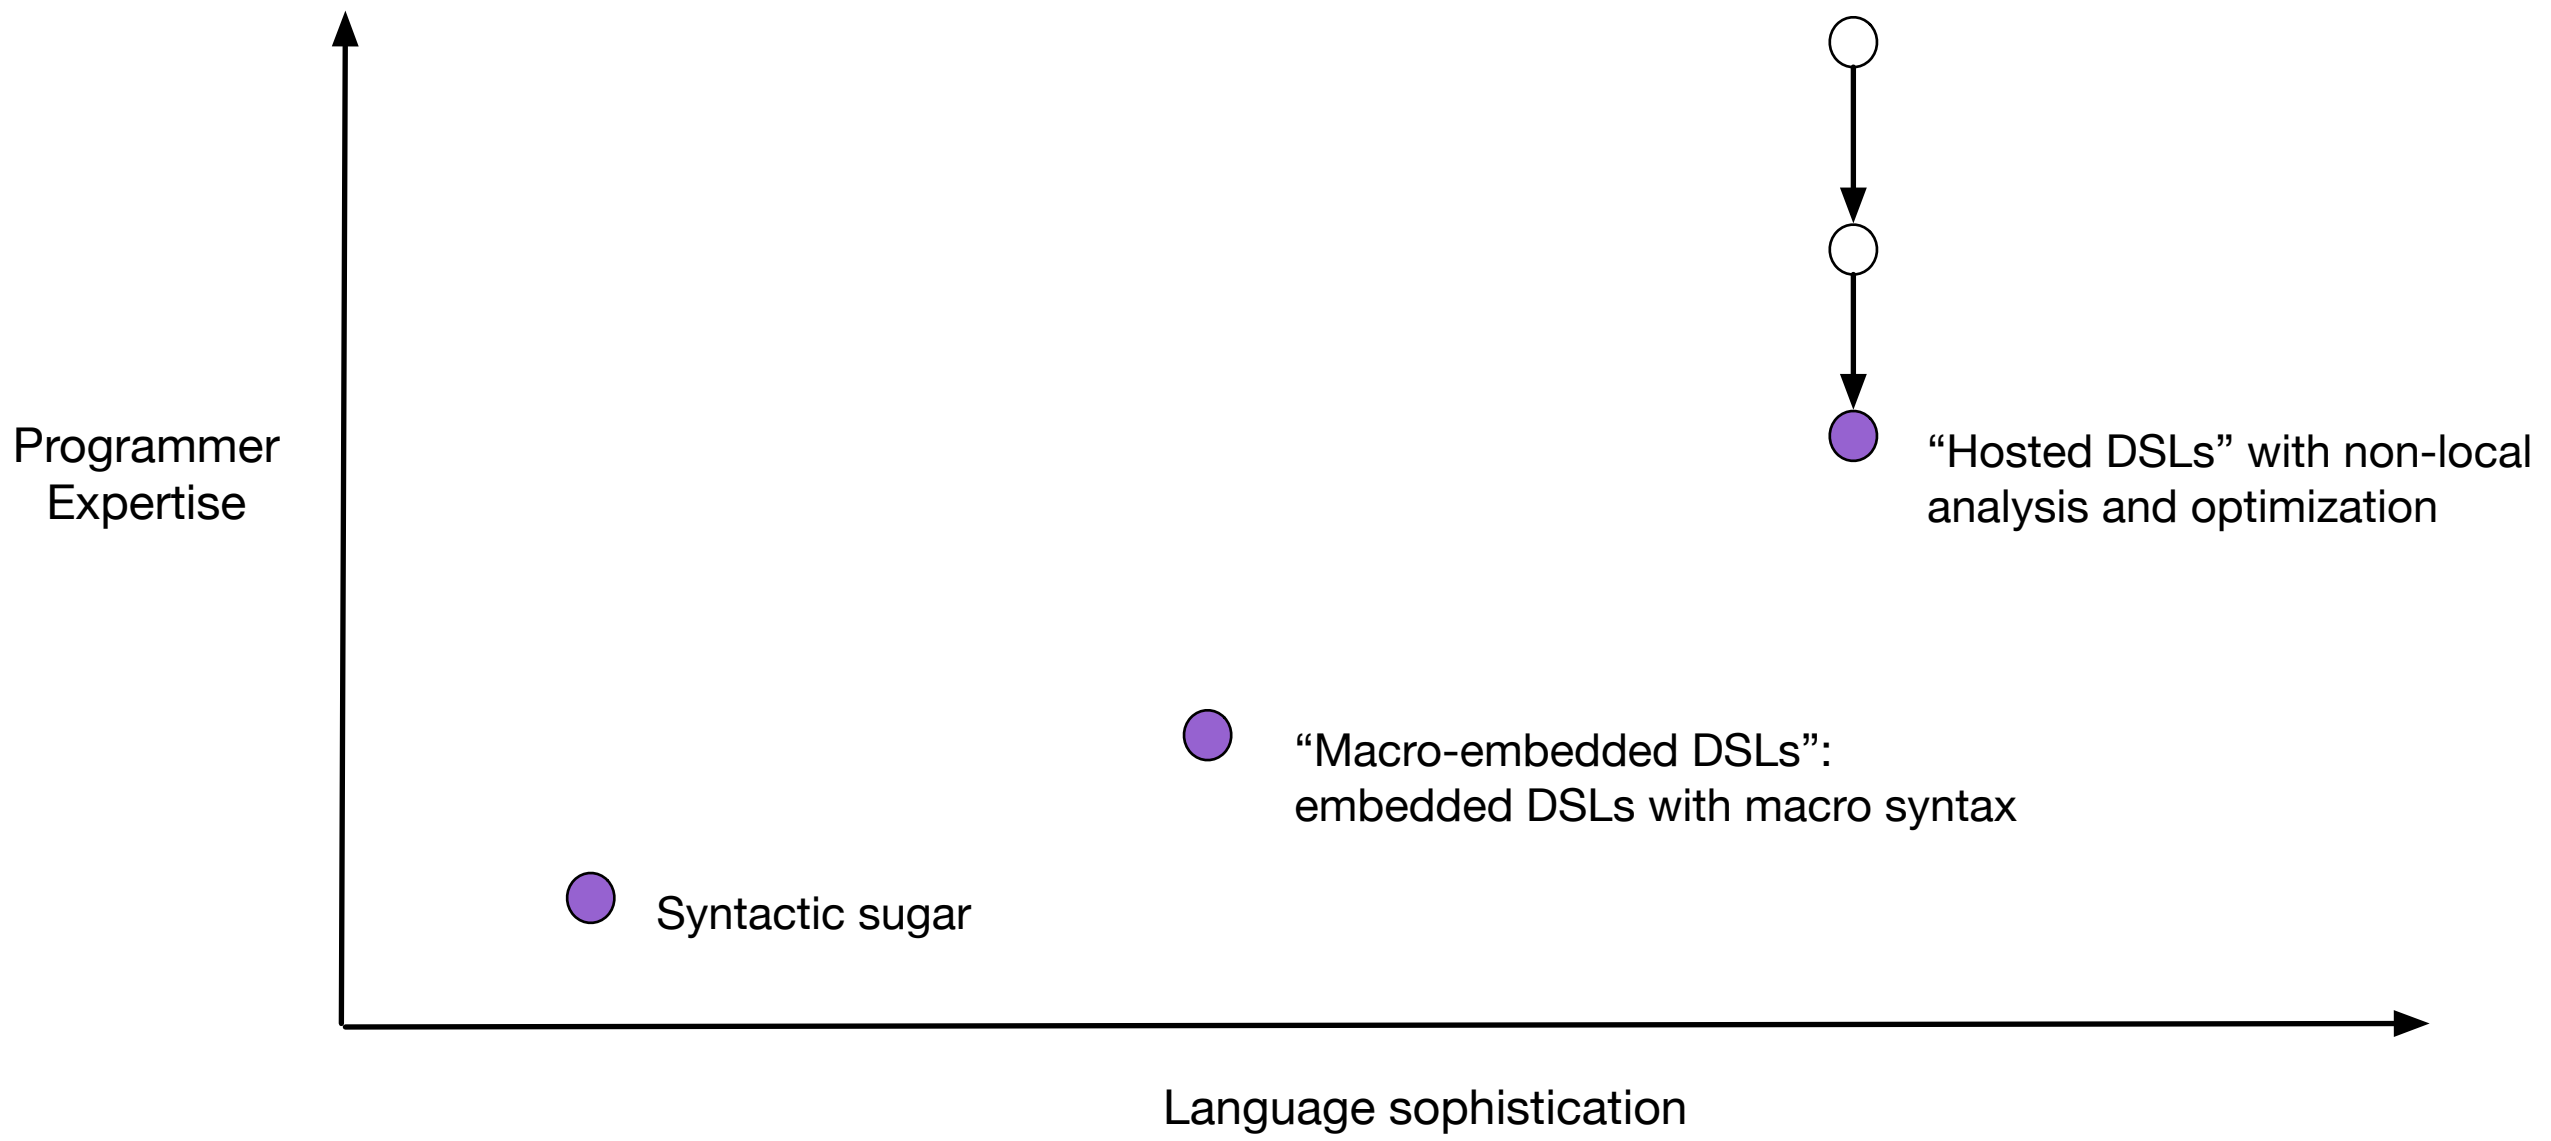 Programmer
Expertise
“Hosted DSLs” with non-local
analysis and optimization
“Macro-embedded DSLs”:
embedded DSLs with macro syntax
Syntactic sugar
Language sophistication